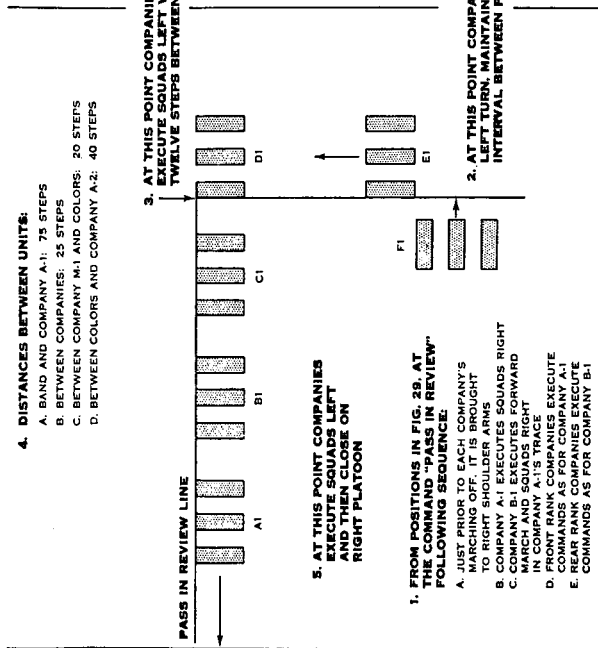 4. DISTANCES BETWEEN UNITS:
A. BAND AND COMPANY A-1: 75 STEPS
B. BETWEEN COMPANIES: 25 STEPS
C. BETWEEN COMPANY M-1 AND COLORS: 20 STEPS
D. BETWEEN COLORS AND COMPANY A-2: 40 STEPS
3. AT THIS POINT
EXECUTE SQUADS LEFT
TWELVE STEPS
PASS IN REVIEW LINE
A1
B1
C1
D1
E1
F1
2. AT THIS POINT
LEFT TURN,
INTERVAL BETWEEN
5. AT THIS POINT COMPANIES
EXECUTE SQUADS LEFT
AND THEN CLOSE ON
RIGHT PLATOON
1. FROM POSITIONS IN FIG. 29, AT
THE COMMAND "PASS IN REVIEW"
FOLLOWING SEQUENCE:
A. JUST PRIOR TO EACH COMPANY'S
MARCHING OFF, IT IS BROUGHT
TO RIGHT SHOULDER ARMS
B. COMPANY A-1 EXECUTES SQUADS RIGHT
C. COMPANY B-1 EXECUTES FORWARD
MARCH AND SQUADS RIGHT
IN COMPANY A-1'S TRACE
D. FRONT RANK COMPANIES EXECUTE
COMMANDS AS FOR COMPANY A-1
E. REAR RANK COMPANIES EXECUTE
COMMANDS AS FOR COMPANY B-1